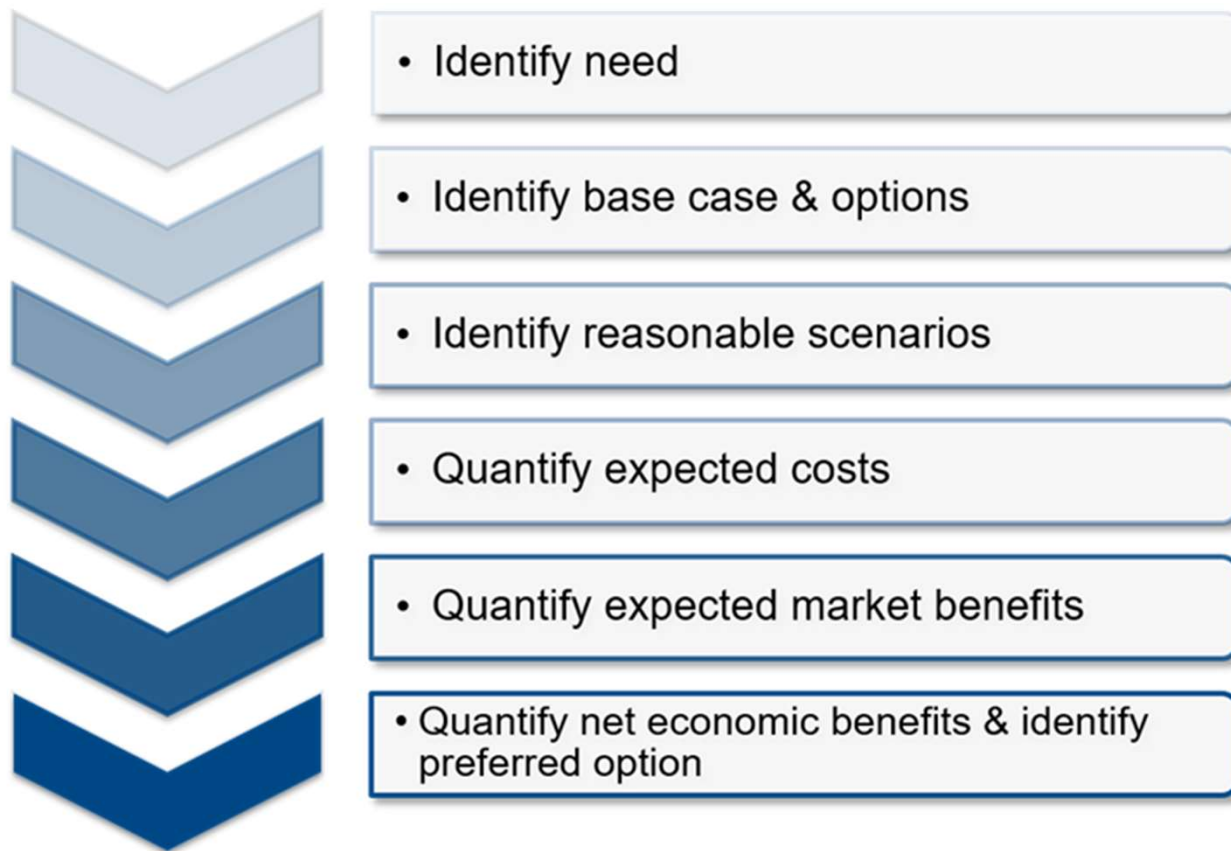 • Identify need
• Identify base case & options
• Identify reasonable scenarios
• Quantify expected costs
• Quantify expected market benefits
• Quantify net economic benefits & identify
preferred option